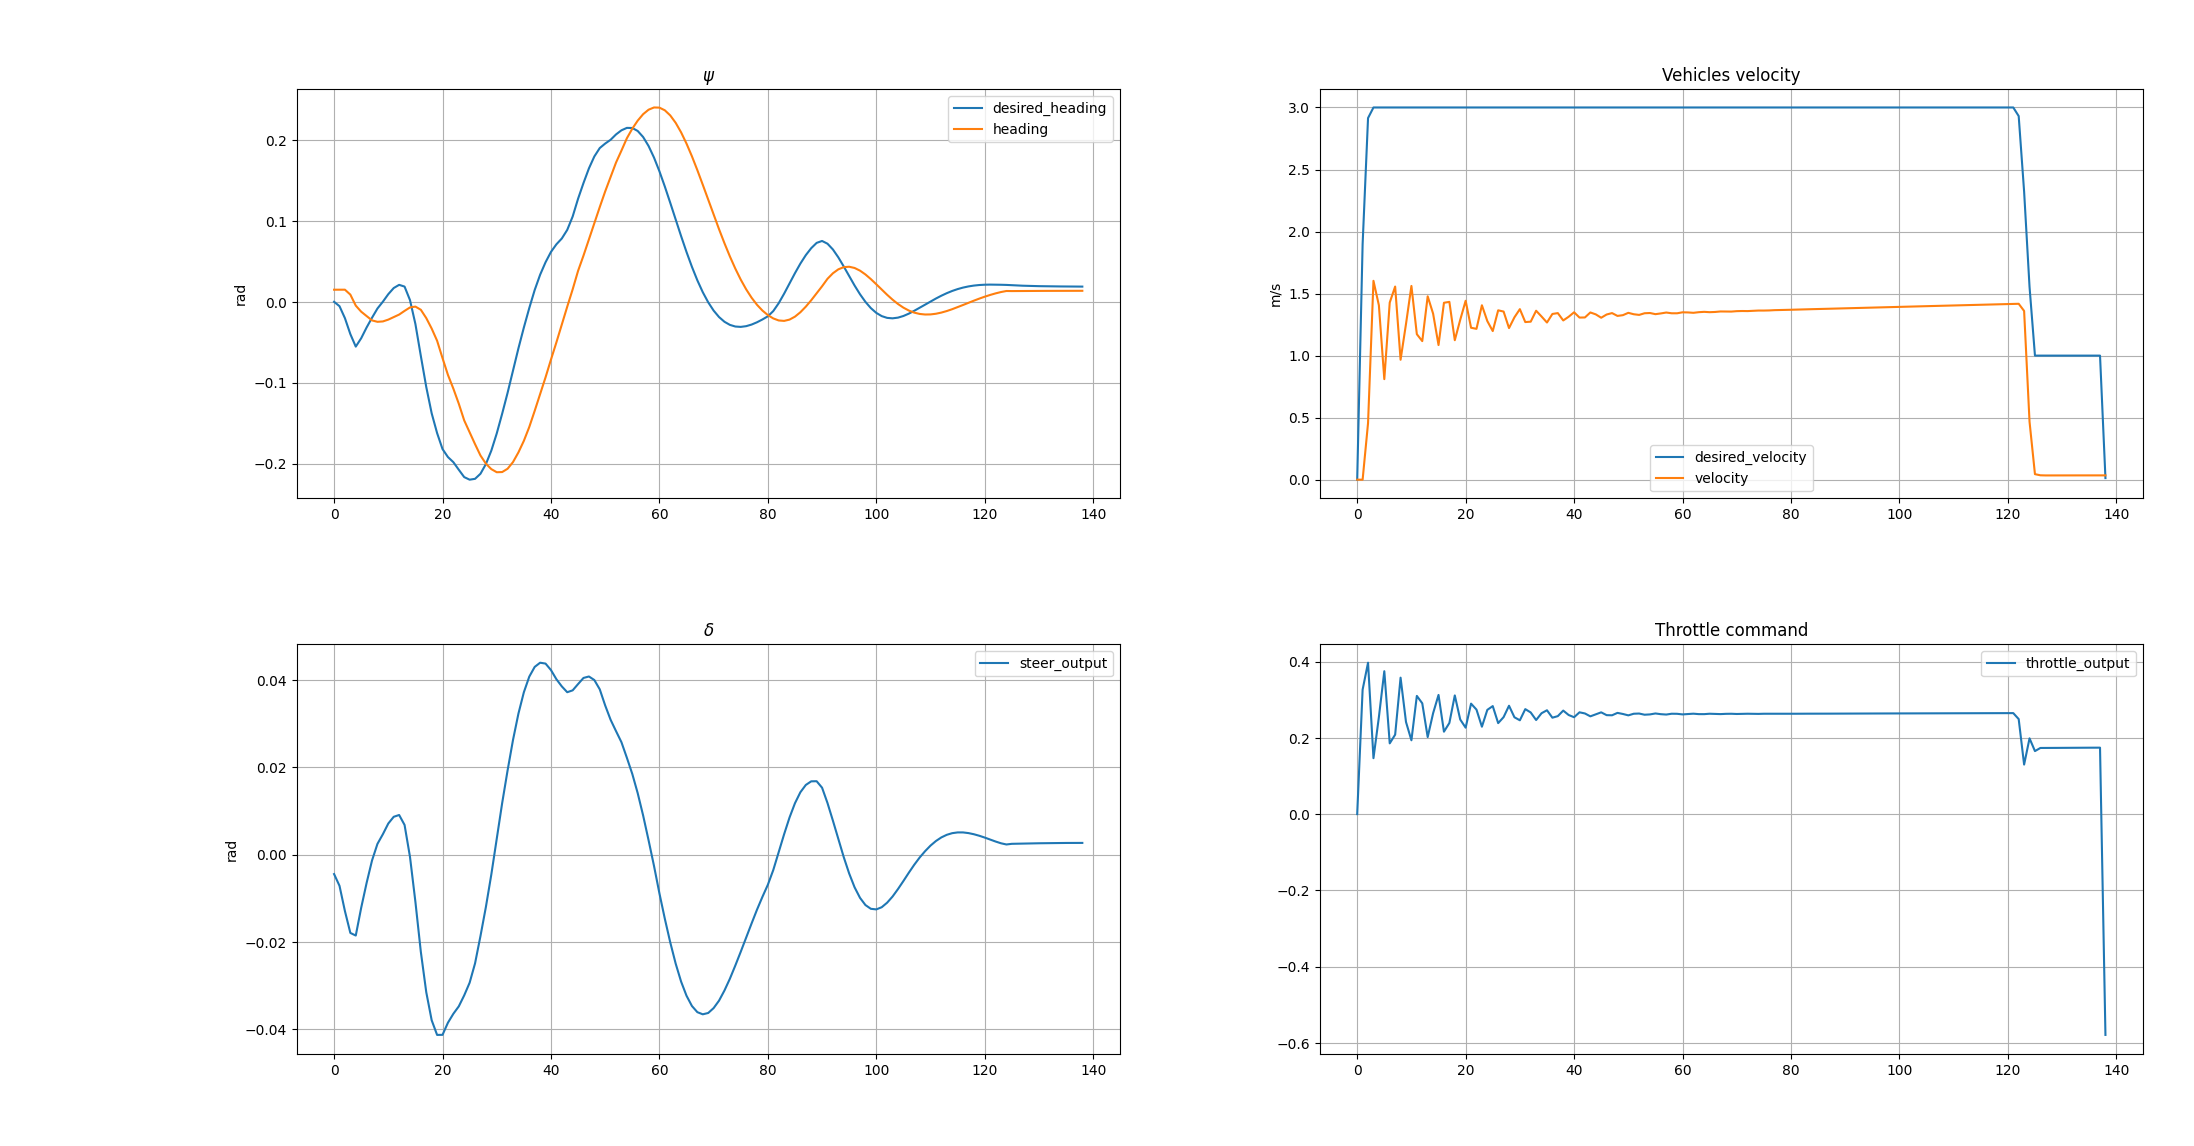 ψ
desired_heading
heading
rad
0.2
0.1
0.0
−0.1
−0.2
0 20 40 60 80 100 120 140
Vehicles velocity
desired_velocity
velocity
m/s
3.0
2.5
2.0
1.5
1.0
0.5
0.0
0 20 40 60 80 100 120 140
δ
steer_output
rad
0.04
0.02
0.00
−0.02
−0.04
0 20 40 60 80 100 120 140
Throttle command
throttle_output
0.4
0.2
0.0
−0.2
−0.4
−0.6
0 20 40 60 80 100 120 140